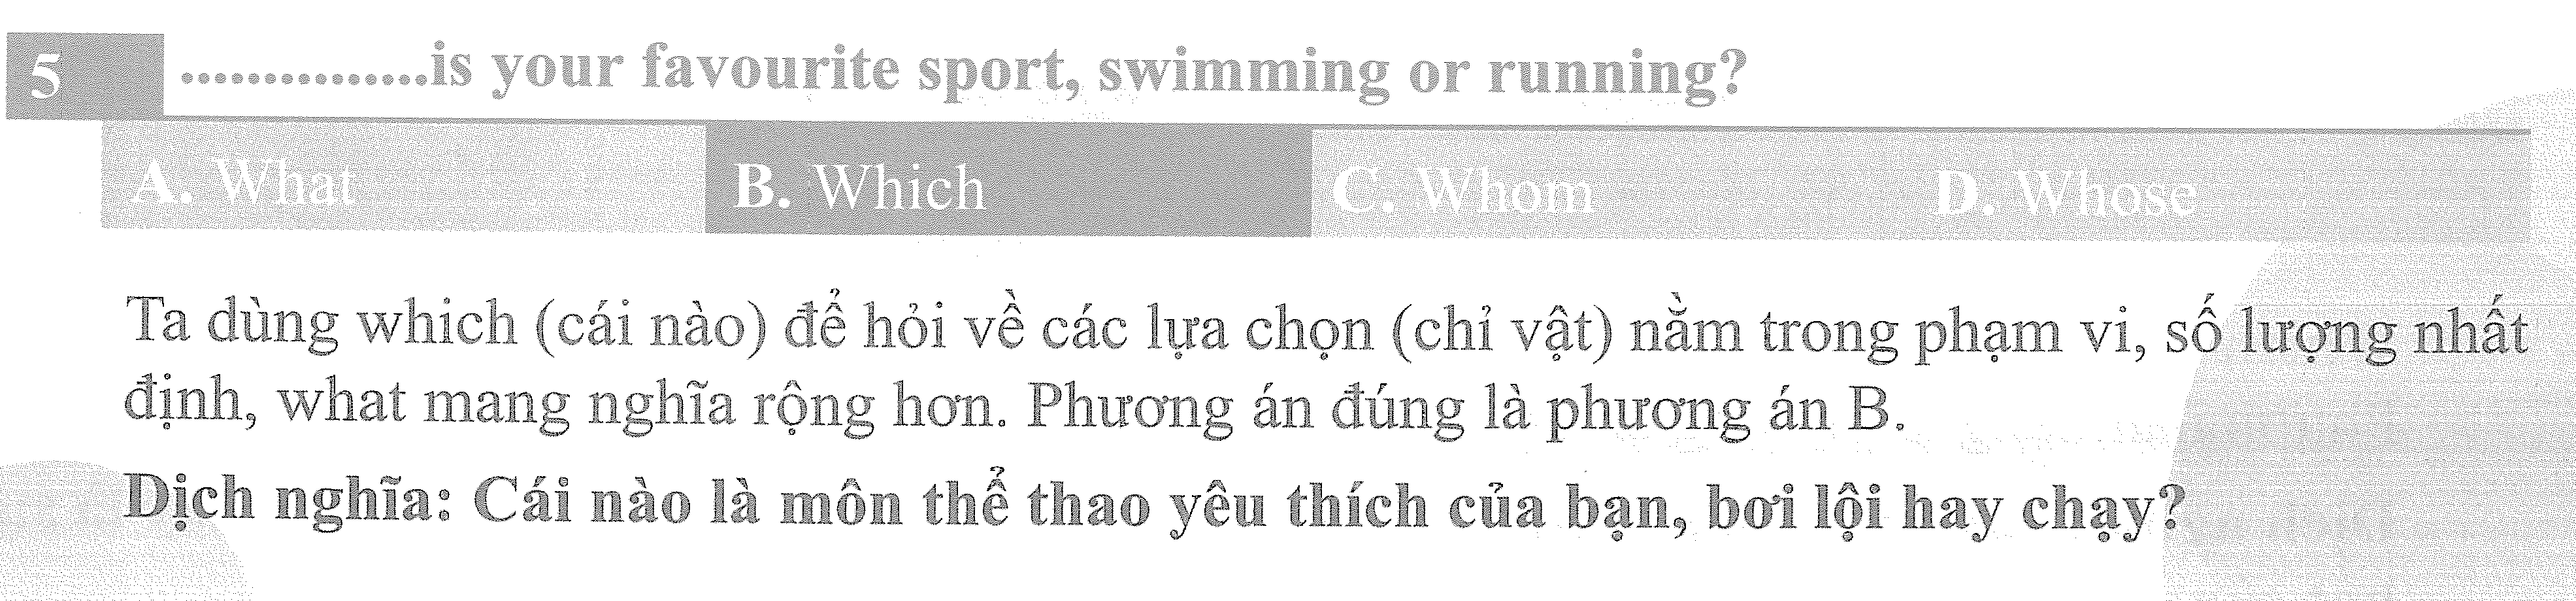 5 ...............is your favourite sport, swimming or running?
A. What B. Which C. Whom D. Whose
Ta dùng which (cái nào) để hỏi về các lựa chọn (chỉ vật) nằm trong phạm vi, số lượng nhất
định, what mang nghĩa rộng hơn. Phương án đúng là phương án B.
Dịch nghĩa: Cái nào là môn thể thao yêu thích của bạn, bơi lội hay chạy?